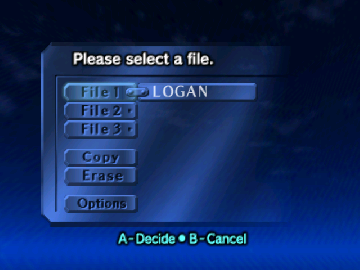 Please select a file.
File 1 LOGAN
File 2
File 3
Copy
Erase
Options
A-Decide • B-Cancel